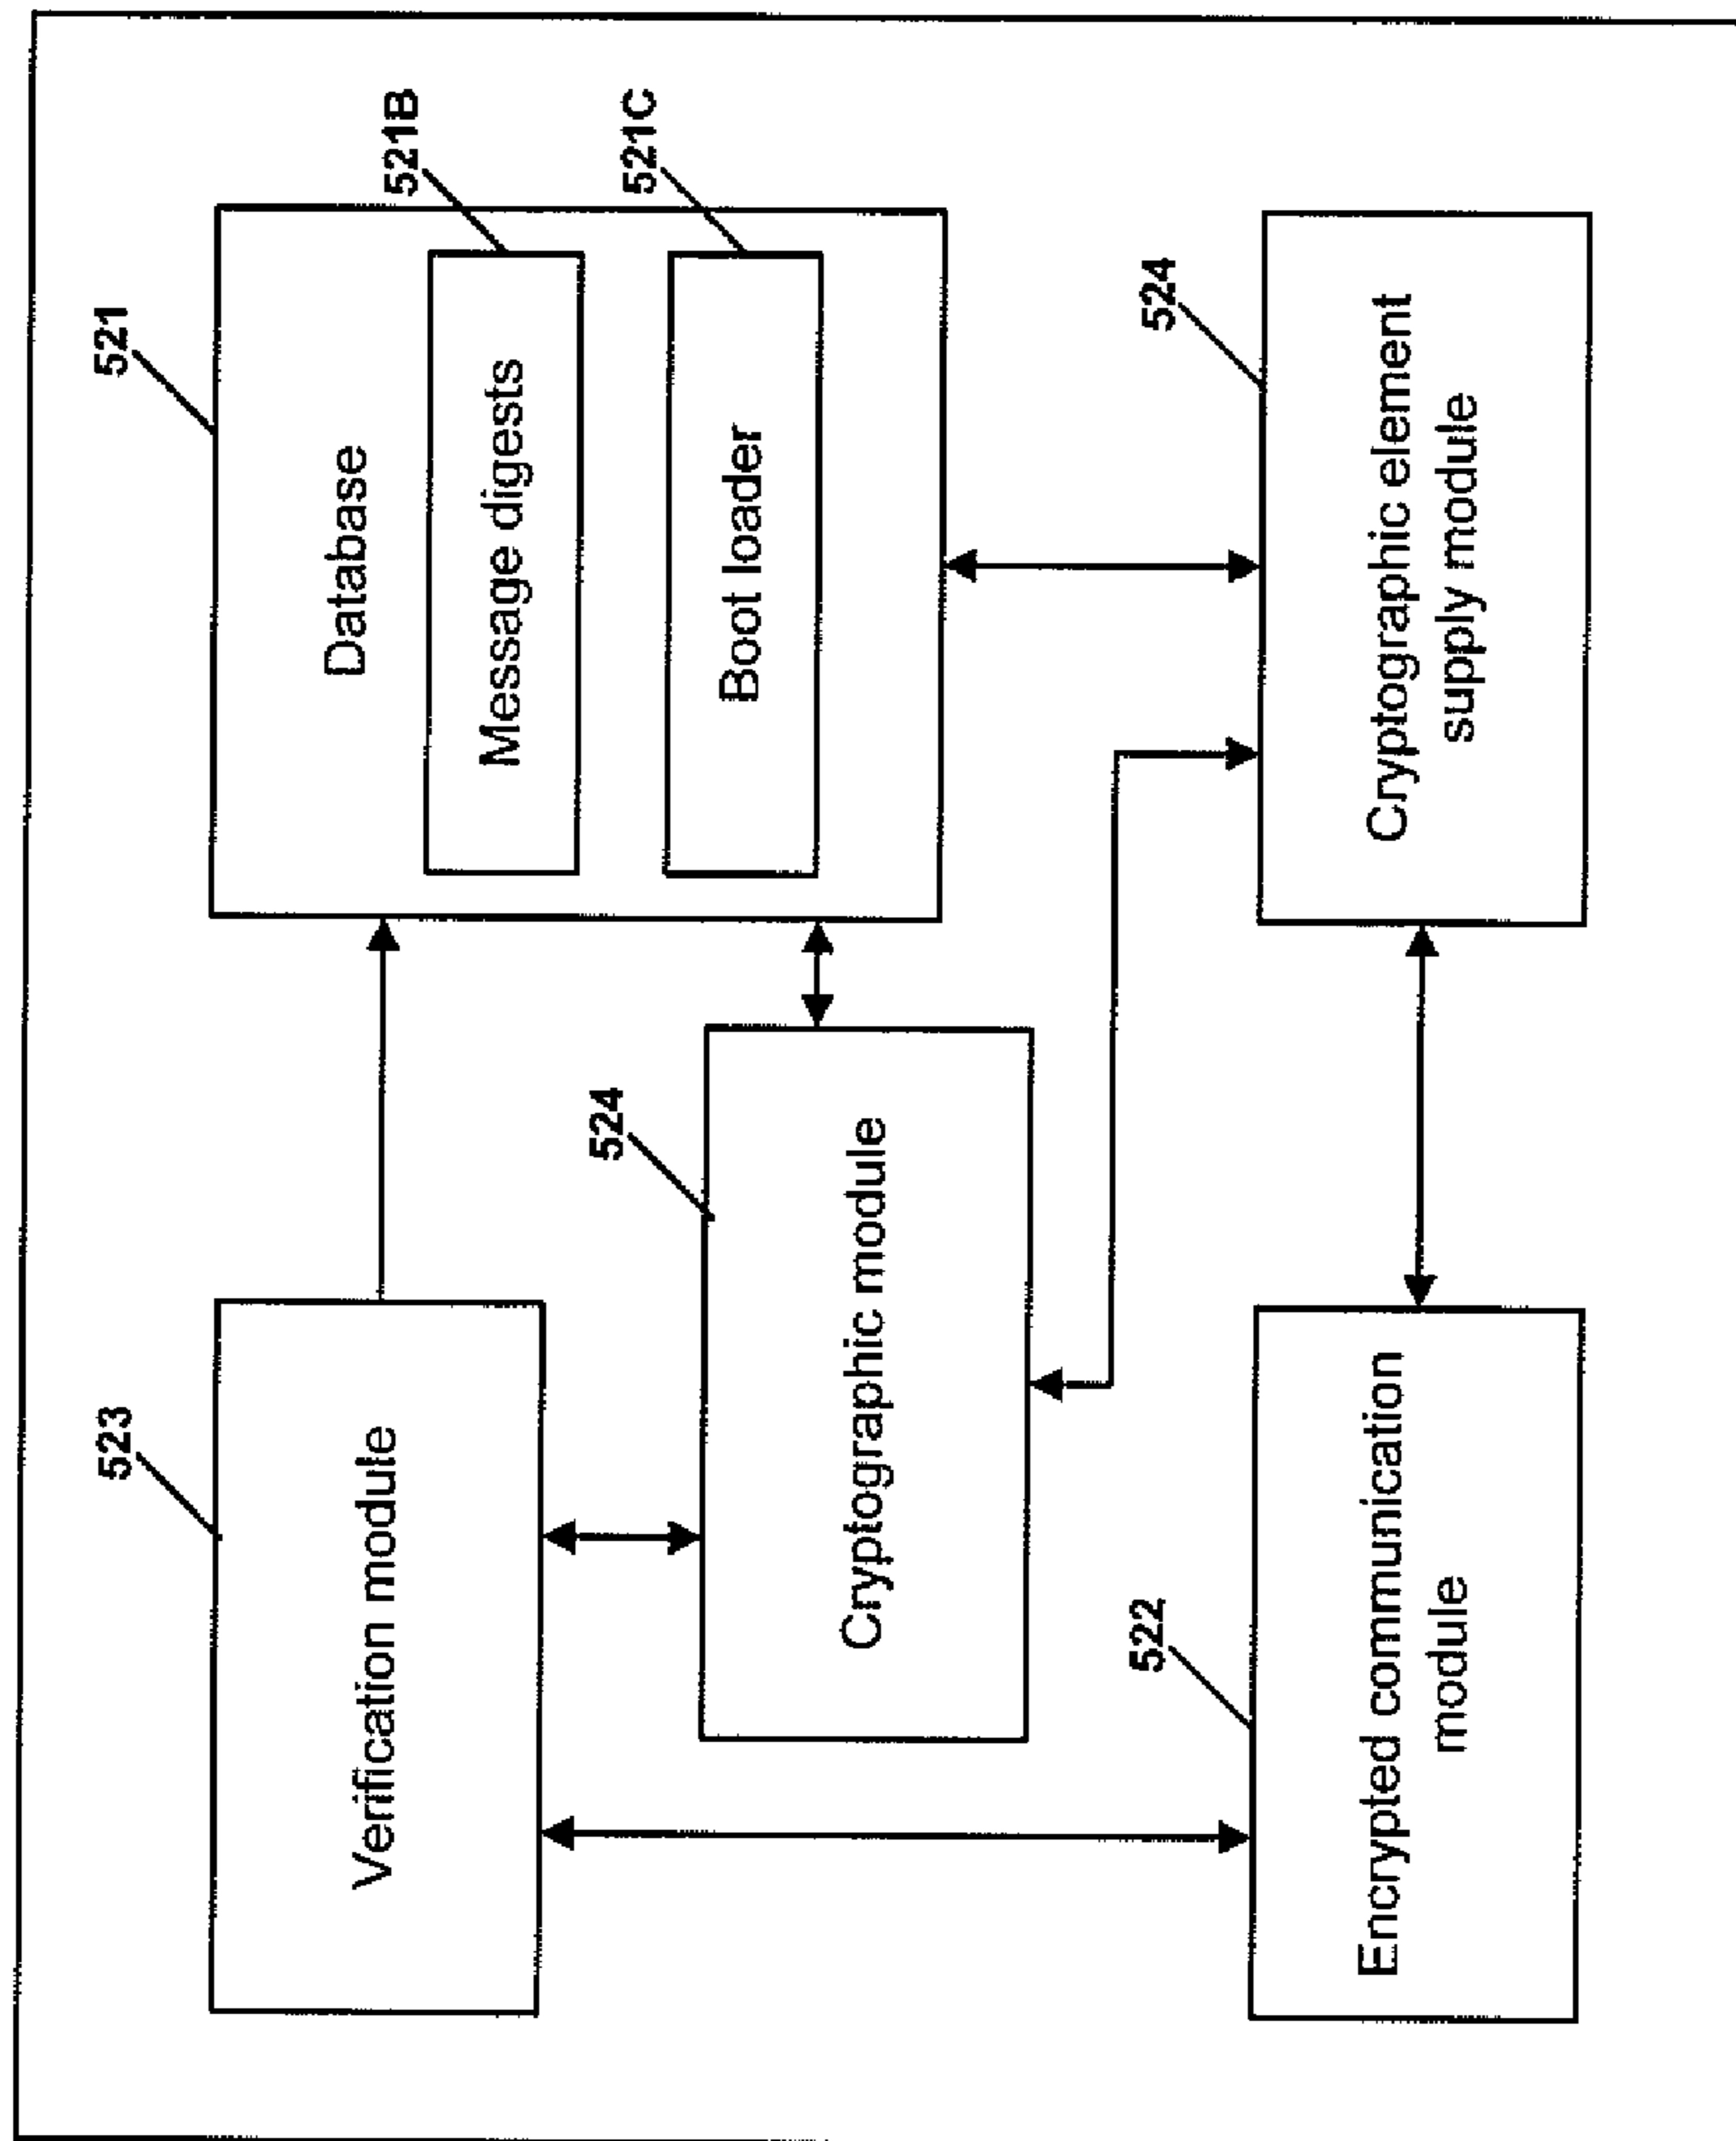 523
Verification module
521
Database
521B
Message digests
521C
Boot loader
524
Cryptographic module
522
Encrypted communication
module
524
Cryptographic element
supply module